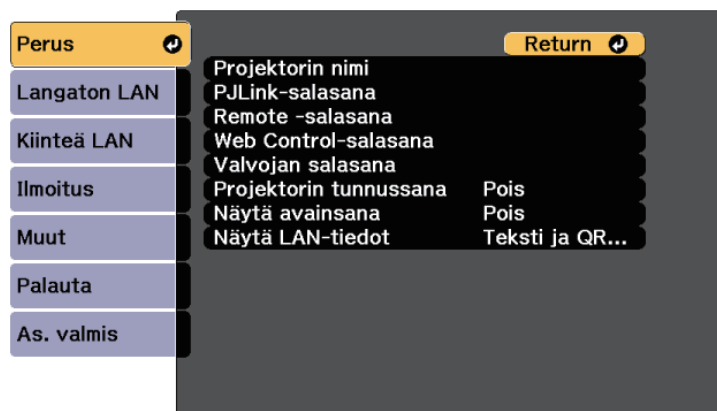 Perus
Langaton LAN
Kiinteä LAN
Ilmoitus
Muut
Palauta
As. valmis
Return
Projektorin nimi
PJLink-salasana
Remote -salasana
Web Control-salasana
Valvojan salasana
Projektorin tunnussana Pois
Näytä avainsana Pois
Näytä LAN-tiedot Teksti ja QR...